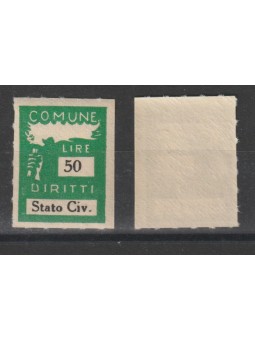 COMUNE
LIRE
50
DIRITTI
Stato Civ.